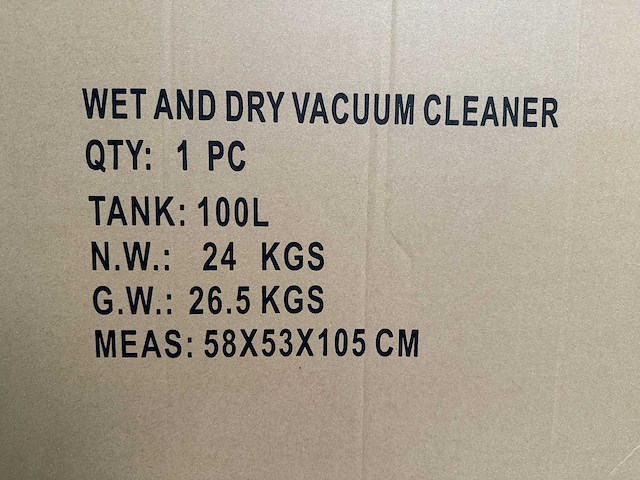 WET AND DRY VACUUM CLEANER
QTY: 1 PC
TANK: 100L
N.W.: 24 KGS
G.W.: 26.5 KGS
MEAS: 58X53X105 CM